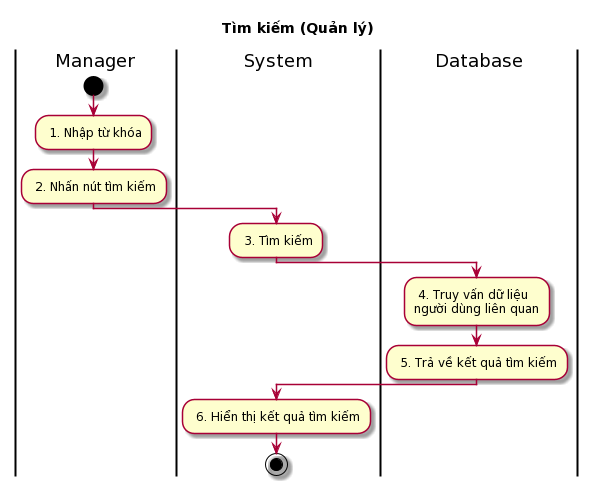 Tìm kiếm (Quản lý)
Manager
System
Database
1. Nhập từ khóa
2. Nhấn nút tìm kiếm
3. Tìm kiếm
4. Truy vấn dữ liệu
người dùng liên quan
5. Trả về kết quả tìm kiếm
6. Hiển thị kết quả tìm kiếm